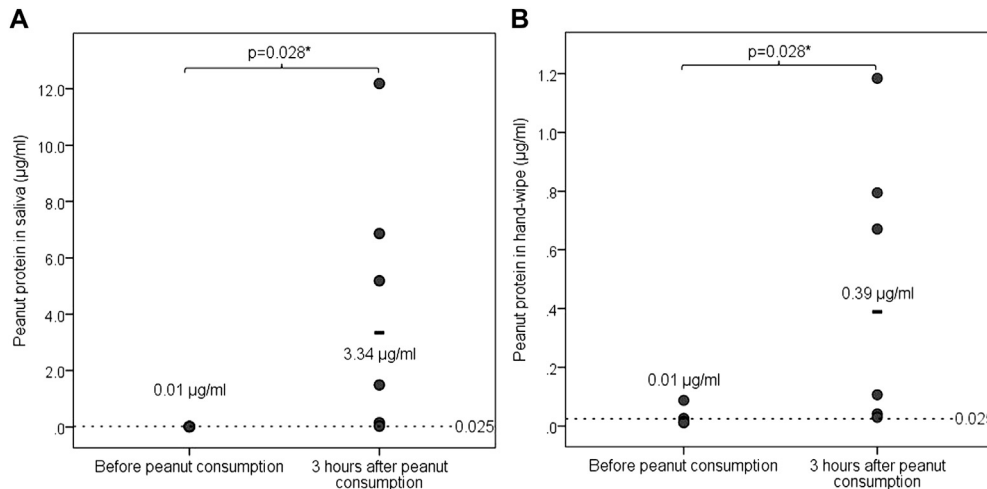 A
p=0.028*
Peanut protein in saliva (µg/ml)
12.0
10.0
8.0
6.0
4.0
2.0
.0
0.01 µg/ml
3.34 µg/ml
0.025
Before peanut consumption
3 hours after peanut
consumption
B
p=0.028*
Peanut protein in hand-wipe (µg/ml)
1.2
1.0
.8
.6
.4
.2
.0
0.01 µg/ml
0.39 µg/ml
0.025
Before peanut consumption
3 hours after peanut
consumption